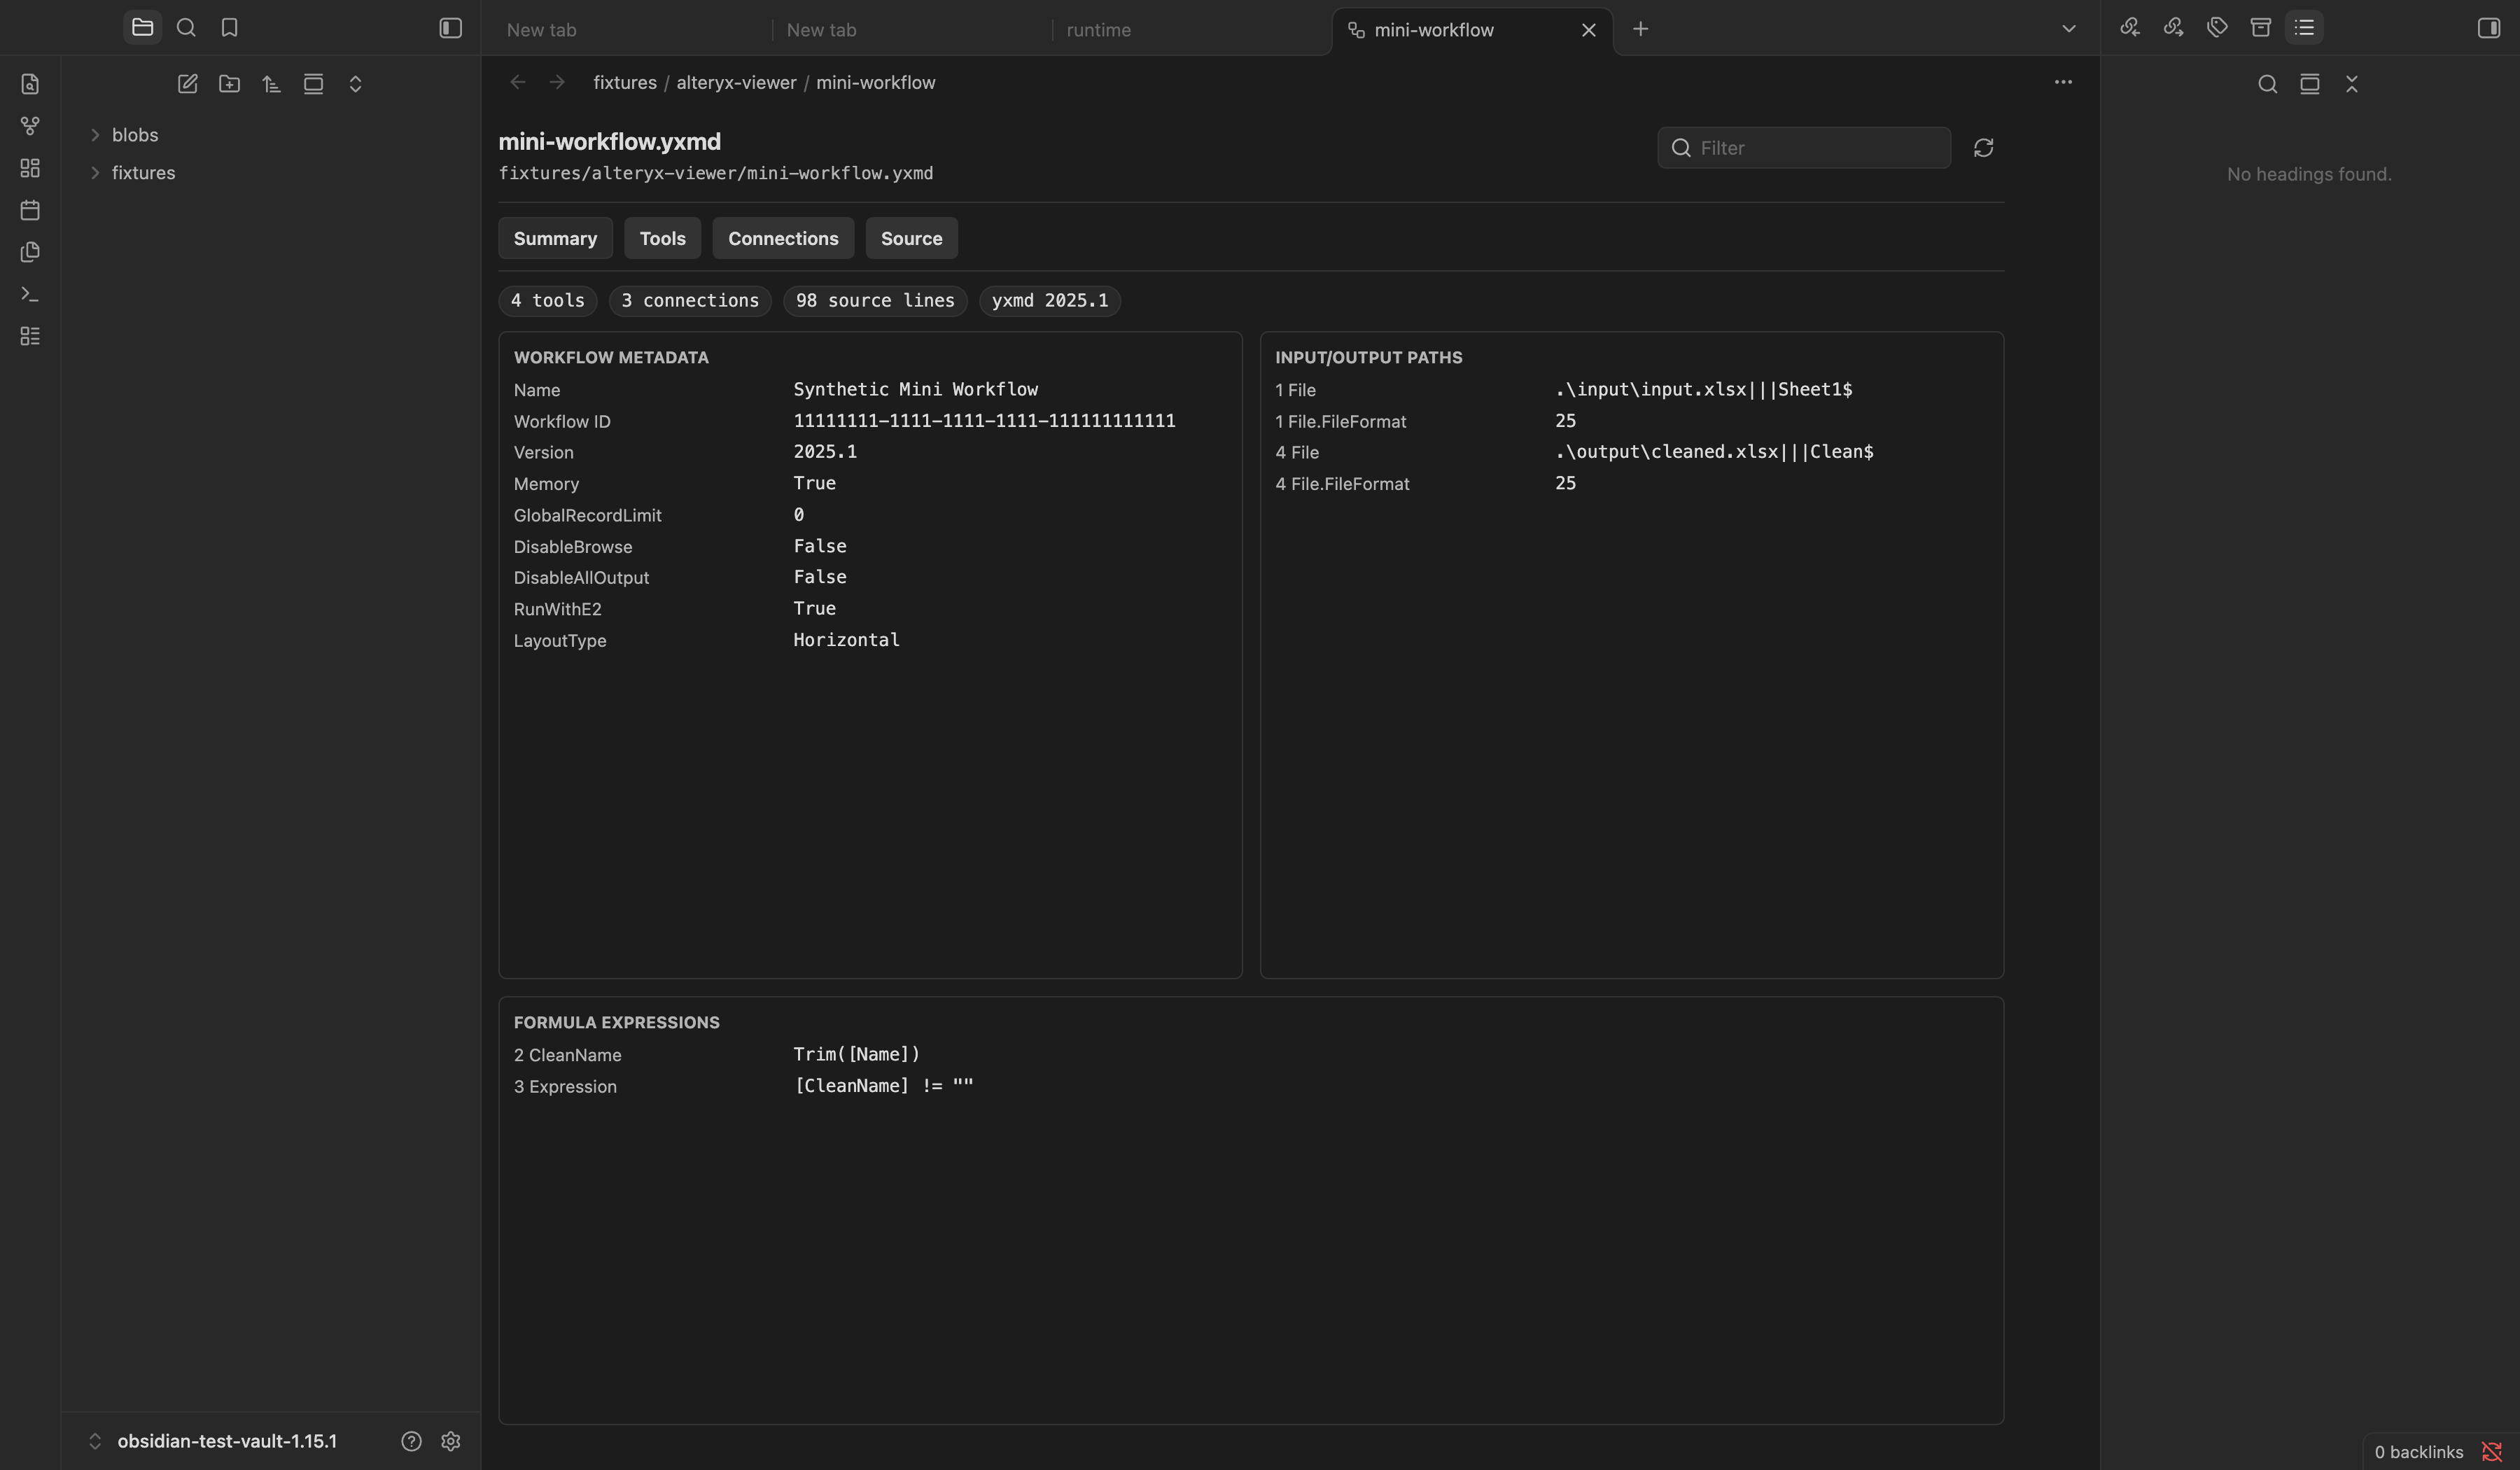 New tab
New tab
runtime
mini-workflow
fixtures / alteryx-viewer / mini-workflow
blobs
fixtures
mini-workflow.yxmd
fixtures/alteryx-viewer/mini-workflow.yxmd
Filter
No headings found.
Summary
Tools
Connections
Source
4 tools
3 connections
98 source lines
yxmd 2025.1
WORKFLOW METADATA
Name Synthetic Mini Workflow
Workflow ID 11111111-1111-1111-1111-111111111111
Version 2025.1
Memory True
GlobalRecordLimit 0
DisableBrowse False
DisableAllOutput False
RunWithE2 True
LayoutType Horizontal
INPUT/OUTPUT PATHS
1 File .\input\input.xlsx|||Sheet1$
1 File.FileFormat 25
4 File .\output\cleaned.xlsx|||Clean$
4 File.FileFormat 25
FORMULA EXPRESSIONS
2 CleanName Trim([Name])
3 Expression [CleanName] != ""
obsidian-test-vault-1.15.1
0 backlinks